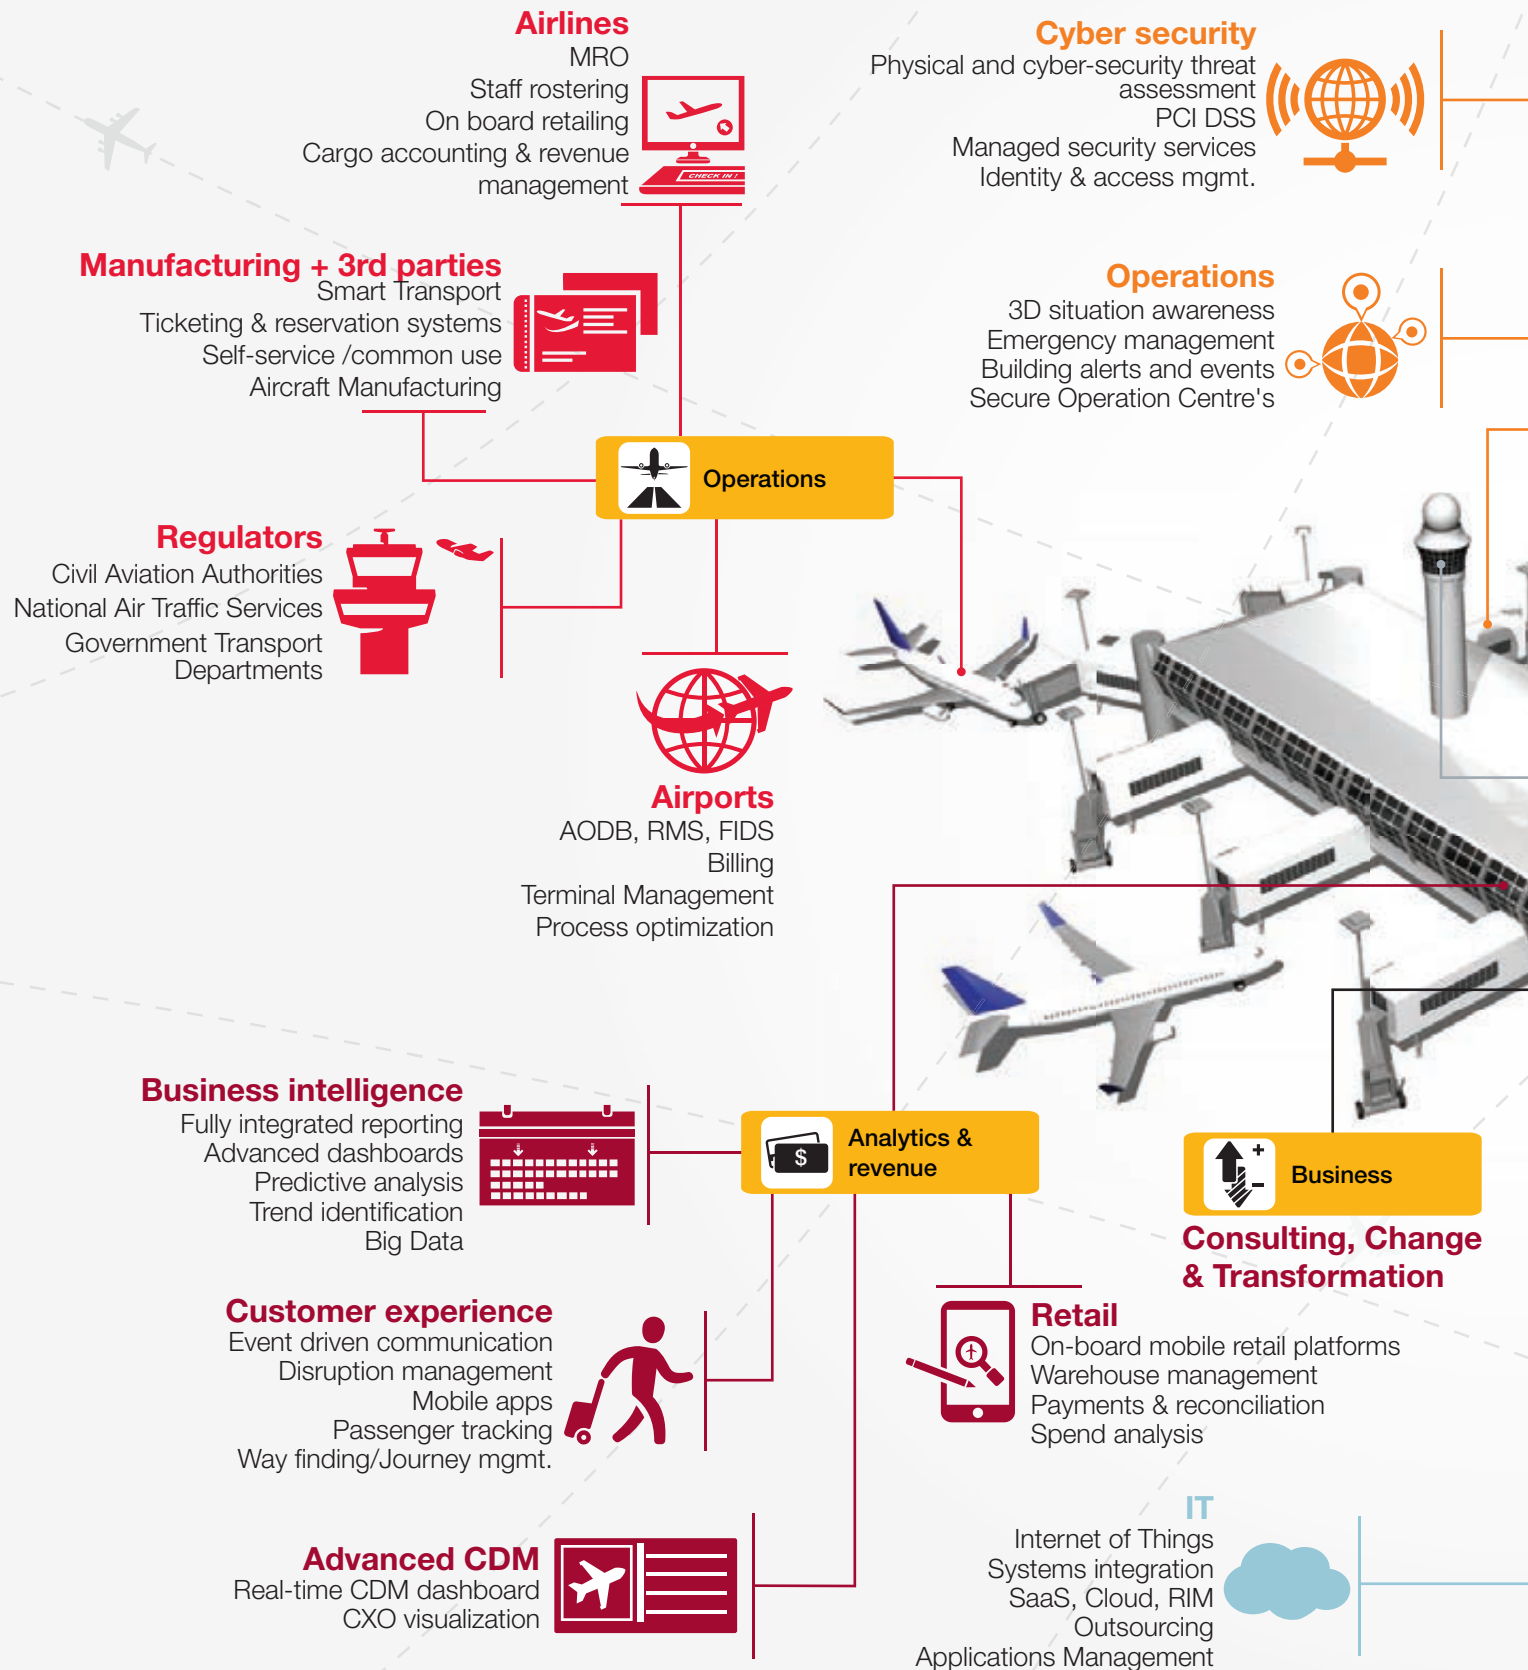 Airlines
MRO
Staff rostering
On board retailing
Cargo accounting & revenue
management
CHECK IN !
Cyber security
Physical and cyber-security threat
assessment
PCI DSS
Managed security services
Identity & access mgmt.
Manufacturing + 3rd parties
Smart Transport
Ticketing & reservation systems
Self-service /common use
Aircraft Manufacturing
Operations
3D situation awareness
Emergency management
Building alerts and events
Secure Operation Centre's
Operations
Regulators
Civil Aviation Authorities
National Air Traffic Services
Government Transport
Departments
Airports
AODB, RMS, FIDS
Billing
Terminal Management
Process optimization
Business intelligence
Fully integrated reporting
Advanced dashboards
Predictive analysis
Trend identification
Big Data
$
Analytics &
revenue
+
−
Business
Consulting, Change
& Transformation
Customer experience
Event driven communication
Disruption management
Mobile apps
Passenger tracking
Way finding/Journey mgmt.
Retail
On-board mobile retail platforms
Warehouse management
Payments & reconciliation
Spend analysis
Advanced CDM
Real-time CDM dashboard
CXO visualization
IT
Internet of Things
Systems integration
SaaS, Cloud, RIM
Outsourcing
Applications Management